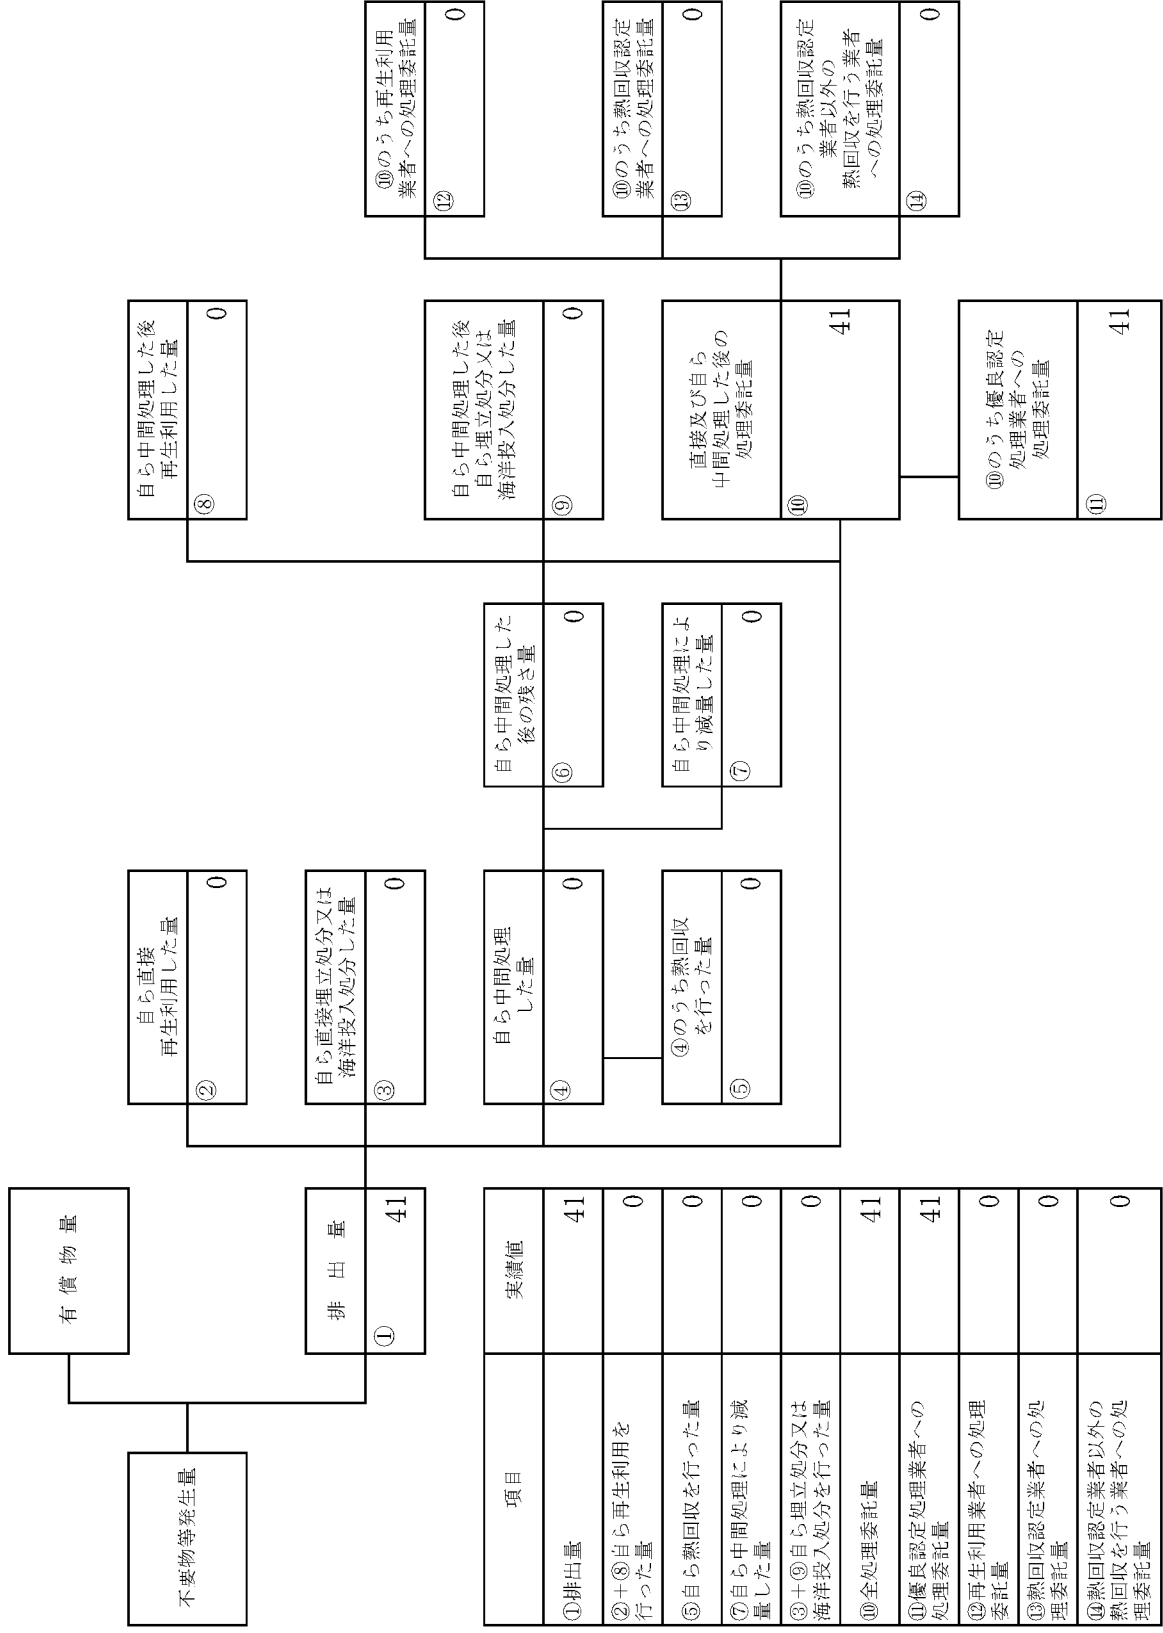 不要物等発生量
有償物量
排出量
①
41
自ら直接
再生利用した量
②
0
自ら直接埋立処分又は
海洋投入処分した量
③
0
自ら中間処理
した量
④
0
④のうち熱回収
を行った量
⑤
0
自ら中間処理した
後の残さ量
⑥
0
自ら中間処理によ
り減量した量
⑦
0
自ら中間処理した後
再生利用した量
⑧
0
自ら中間処理した後
自ら埋立処分又は
海洋投入処分した量
⑨
0
直接及び自ら
中間処理した後の
処理委託量
⑩
41
⑩のうち優良認定
処理業者への
処理委託量
⑪
41
⑩のうち再生利用
業者への処理委託量
⑫
0
⑩のうち熱回収認定
業者への処理委託量
⑬
0
⑩のうち熱回収認定
業者以外の
熱回収を行う業者
への処理委託量
⑭
0
項目
実績値
①排出量
41
②+⑧自ら再生利用を
行った量
0
⑤自ら熱回収を行った量
0
⑦自ら中間処理により減
量した量
0
③+⑨自ら埋立処分又は
海洋投入処分を行った量
0
⑩全処理委託量
41
⑪優良認定処理業者への
処理委託量
41
⑫再生利用業者への処理
委託量
0
⑬熱回収認定業者への処
理委託量
0
⑭熱回収認定業者以外の
熱回収を行う業者への処
理委託量
0